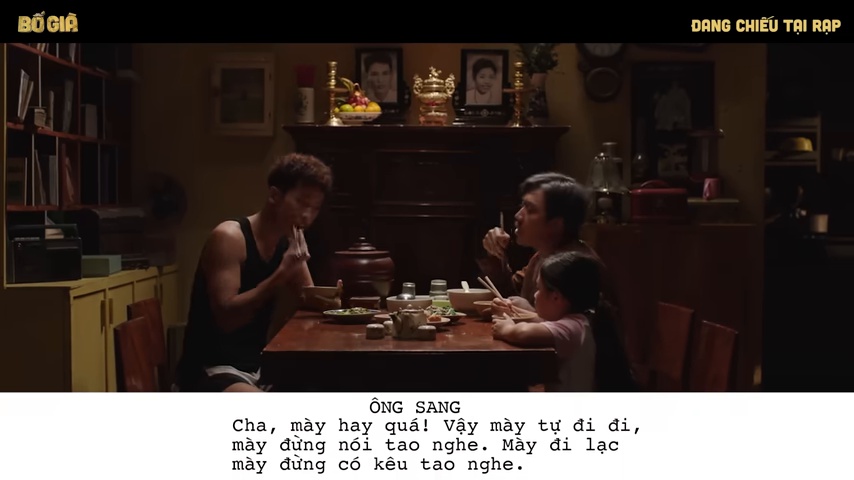 BỐ GIÀ
ĐANG CHIẾU TẠI RẠP
ÔNG SANG
Cha, mày hay quá! Vậy mày tự đi đi,
mày đừng nói tao nghe. Mày đi lạc
mày đừng có kêu tao nghe.